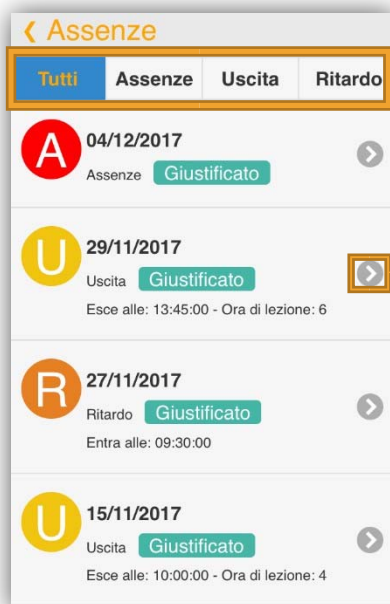 Assenze
Tutti Assenze Uscita Ritardo
A
04/12/2017
Assenze Giustificato
U
29/11/2017
Uscita Giustificato
Esce alle: 13:45:00 - Ora di lezione: 6
R
27/11/2017
Ritardo Giustificato
Entra alle: 09:30:00
U
15/11/2017
Uscita Giustificato
Esce alle: 10:00:00 - Ora di lezione: 4